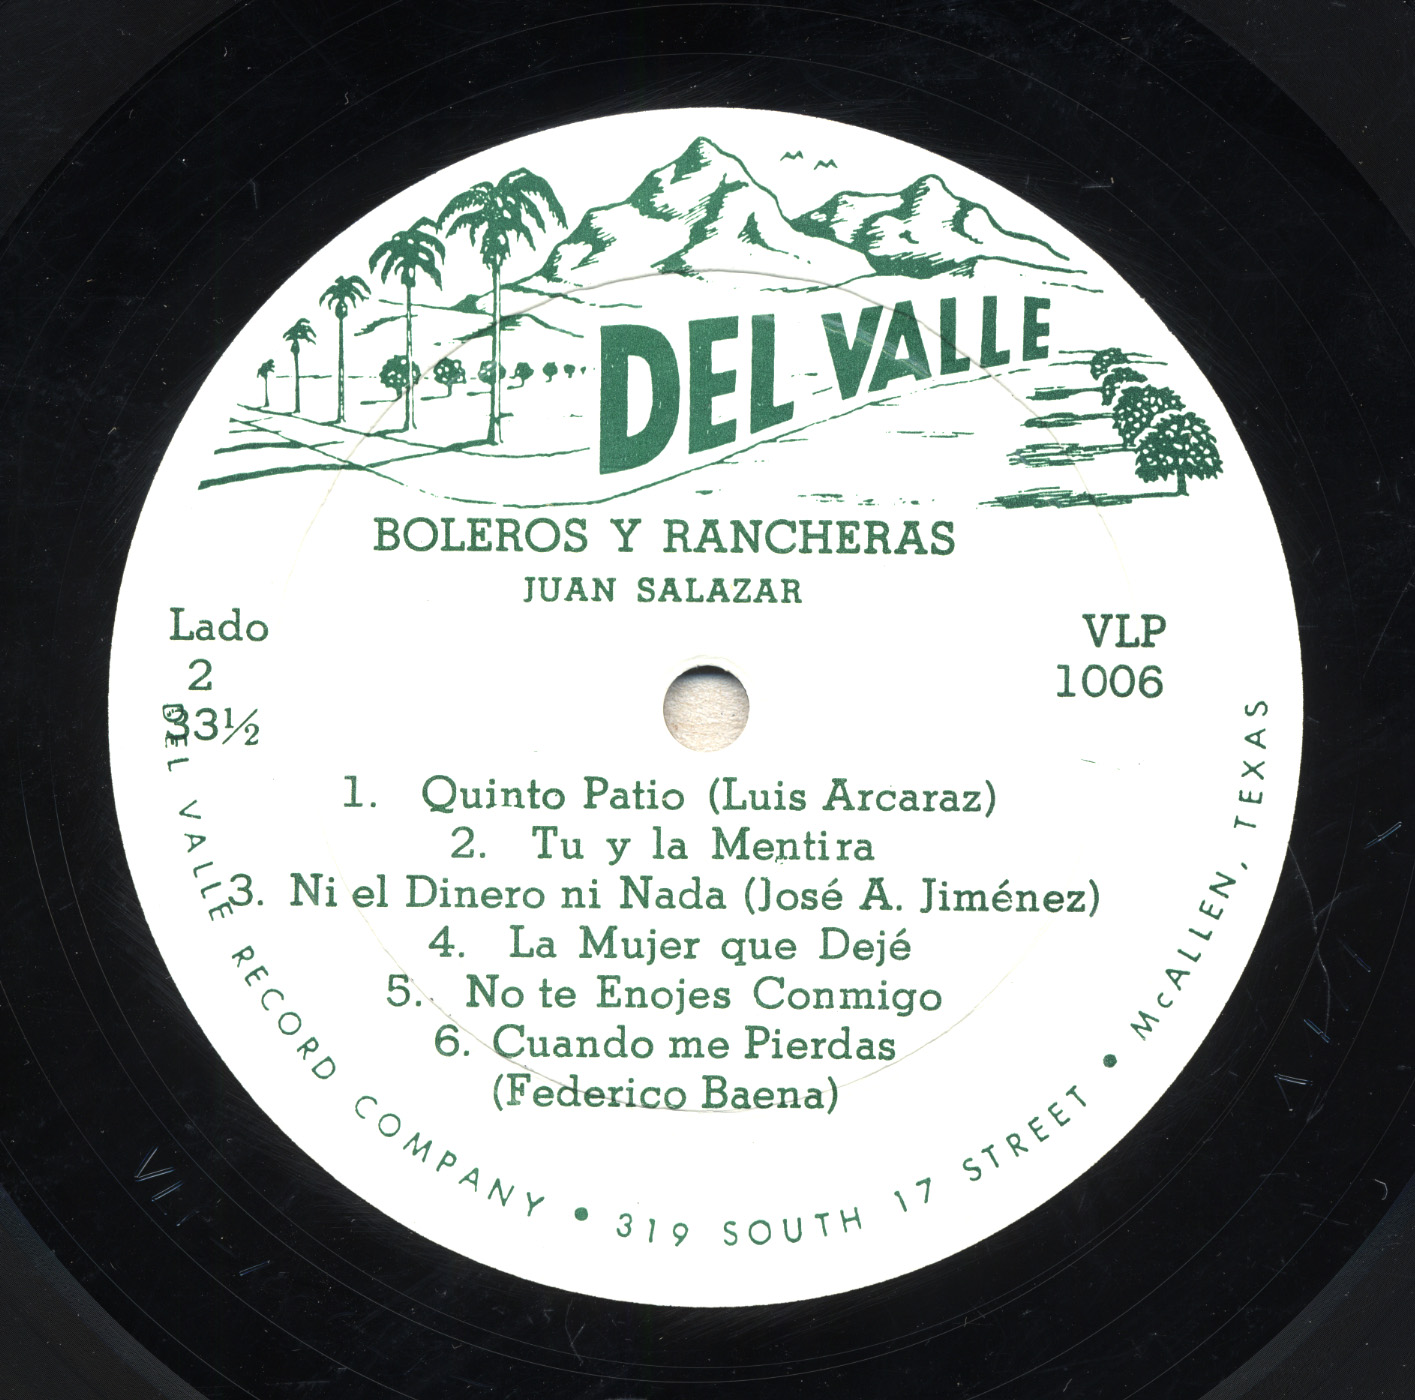 DEL VALLE
BOLEROS Y RANCHERAS
JUAN SALAZAR
Lado
2
33½
VLP
1006
1. Quinto Patio (Luis Arcaraz)
2. Tu y la Mentira
3. Ni el Dinero ni Nada (José A. Jiménez)
4. La Mujer que Dejé
5. No te Enojes Conmigo
6. Cuando me Pierdas
(Federico Baena)
DEL VALLE RECORD COMPANY • 319 SOUTH 17 STREET • McALLEN, TEXAS